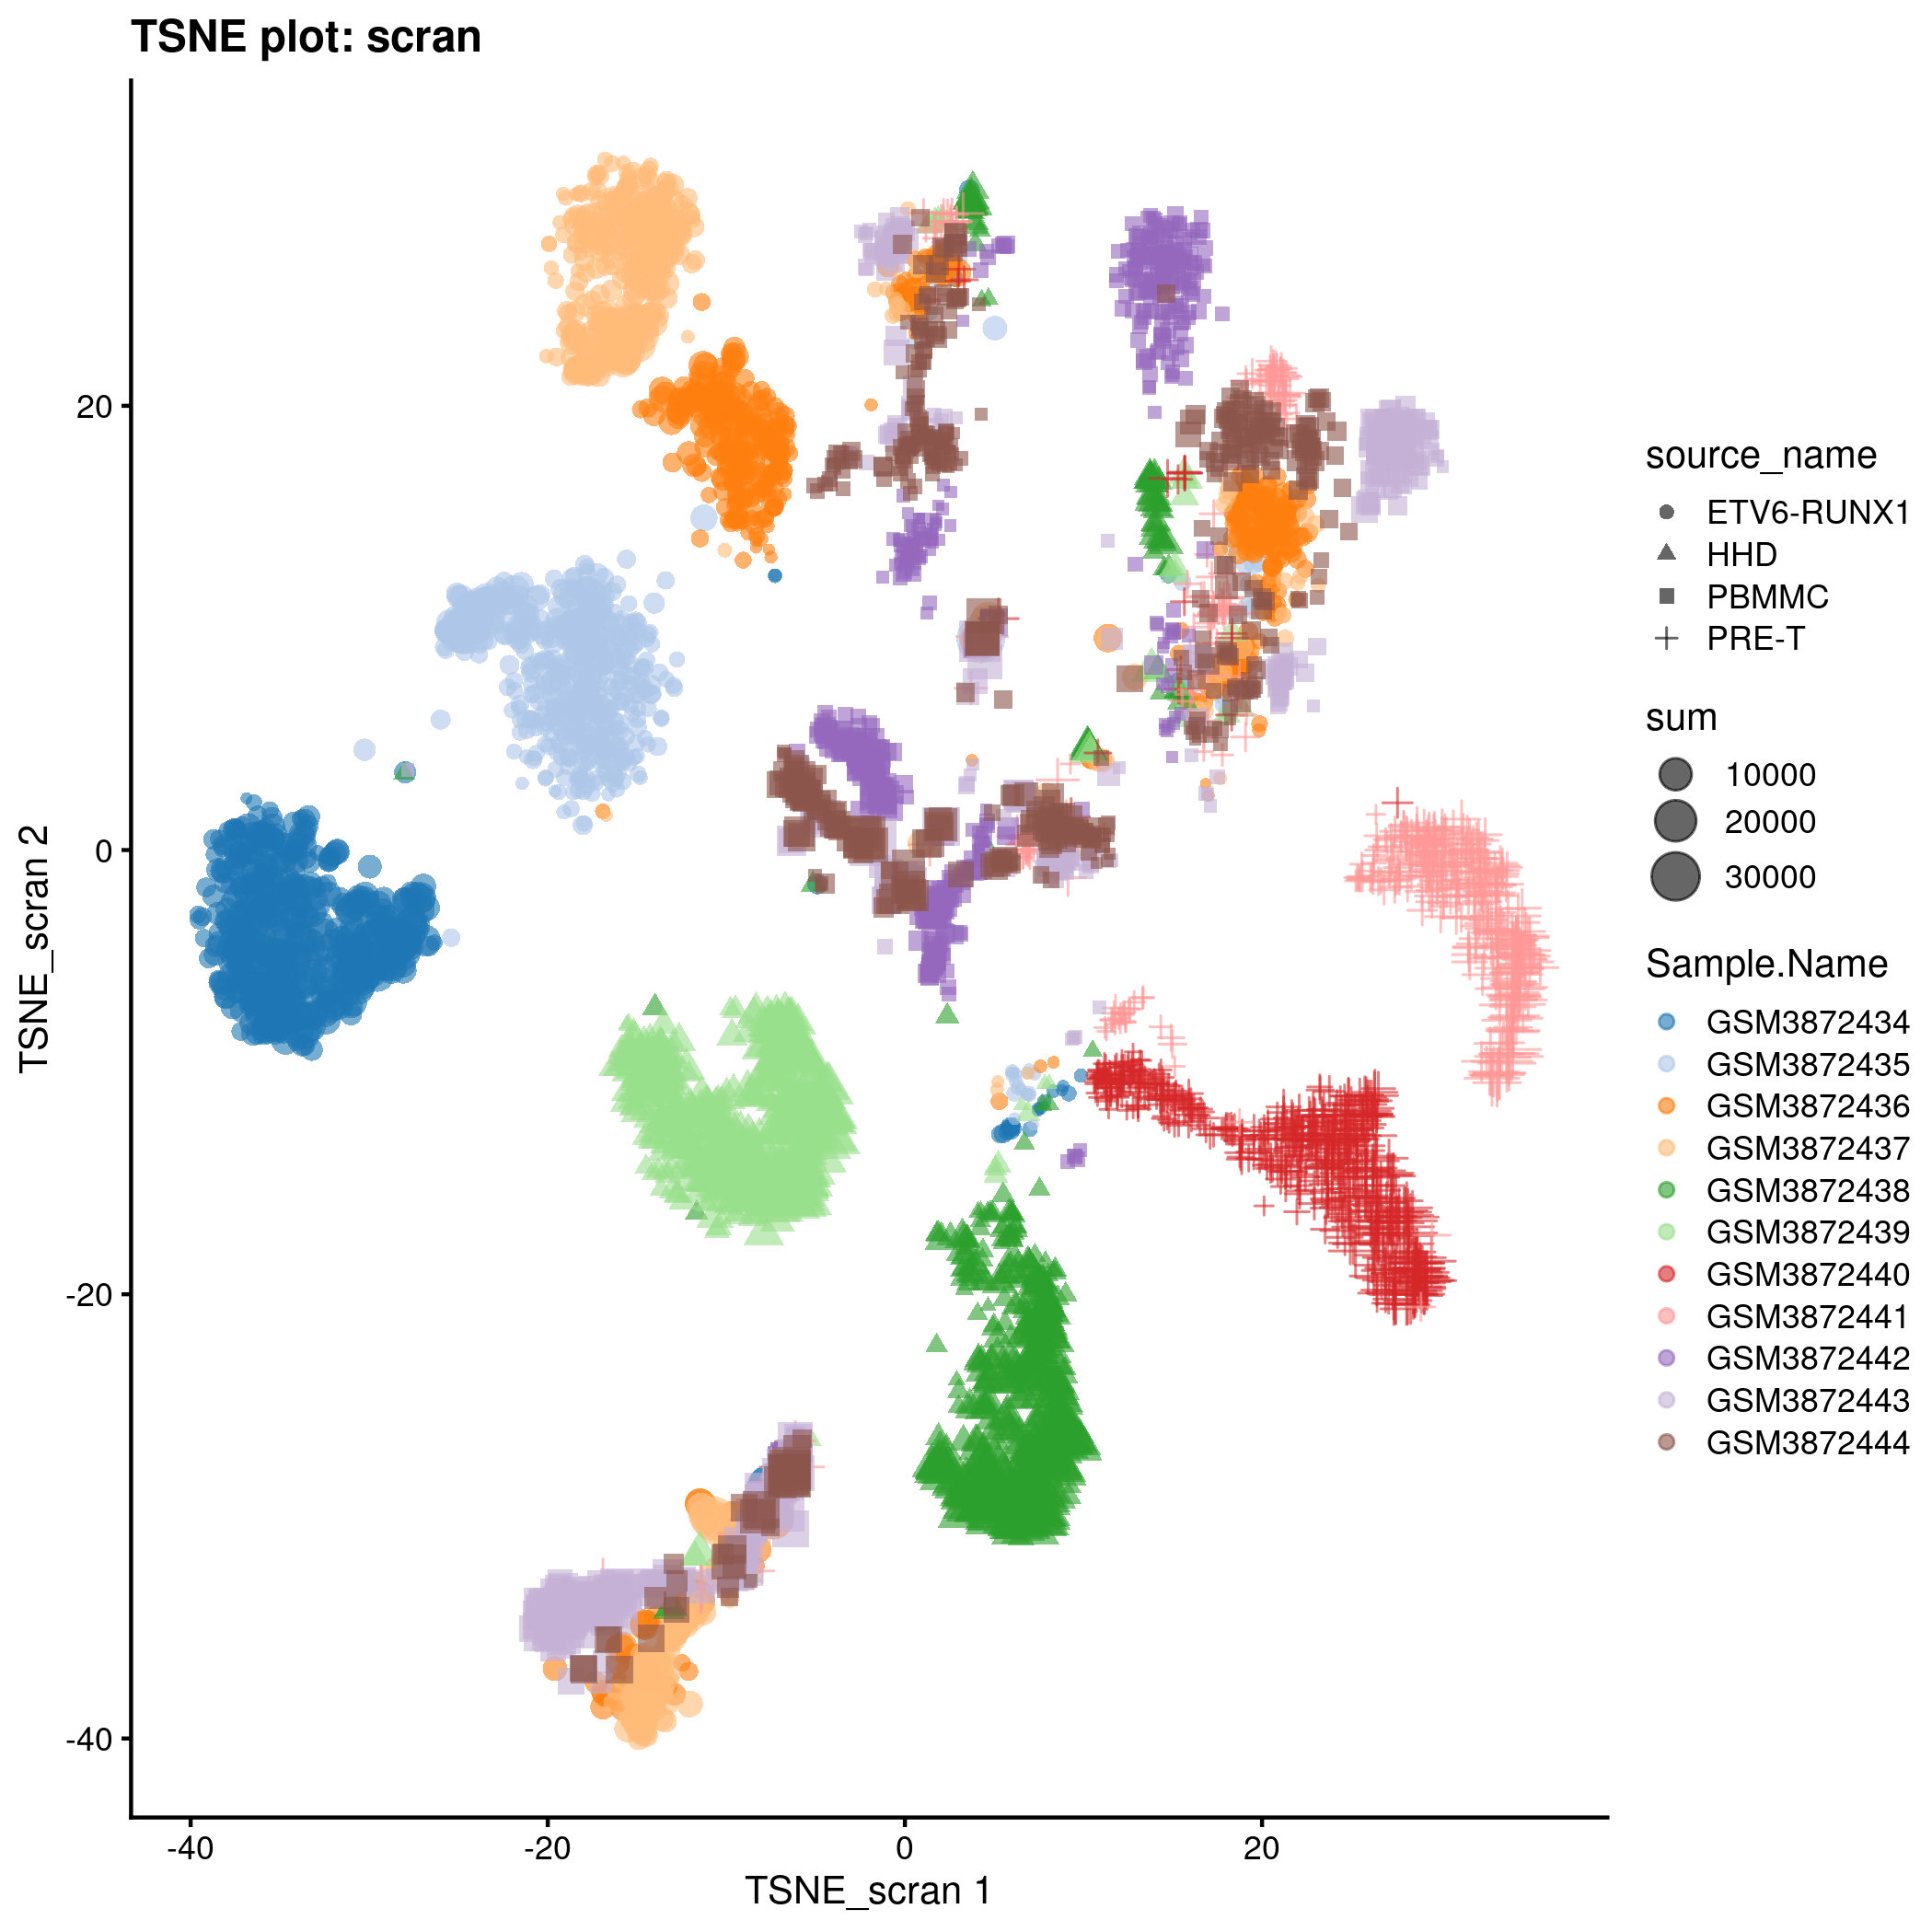 TSNE plot: scran
TSNE_scran 2
20
0
-20
-40
-40
-20
0
20
TSNE_scran 1
source_name
ETV6-RUNX1
HHD
PBMMC
PRE-T
sum
10000
20000
30000
Sample.Name
GSM3872434
GSM3872435
GSM3872436
GSM3872437
GSM3872438
GSM3872439
GSM3872440
GSM3872441
GSM3872442
GSM3872443
GSM3872444